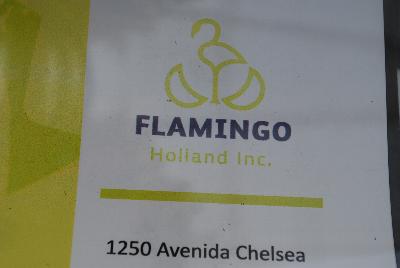 FLAMINGO
Holland Inc.
1250 Avenida Chelsea